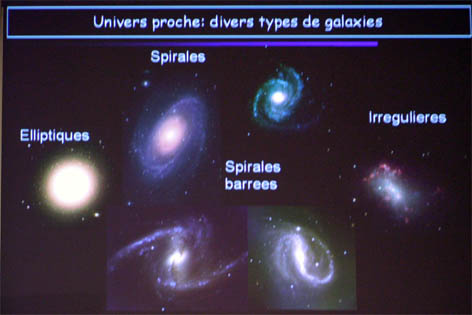 Univers proche: divers types de galaxies
Spirales
Elliptiques
Irregulieres
Spirales
barrees